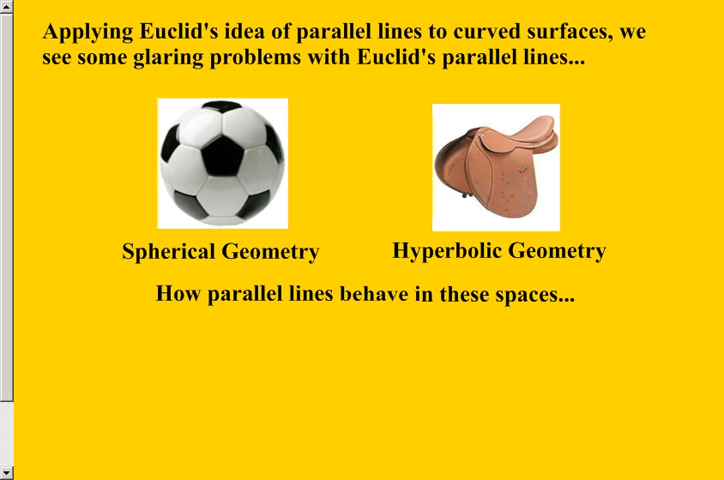 Applying Euclid's idea of parallel lines to curved surfaces, we
see some glaring problems with Euclid's parallel lines...
Spherical Geometry
Hyperbolic Geometry
How parallel lines behave in these spaces...